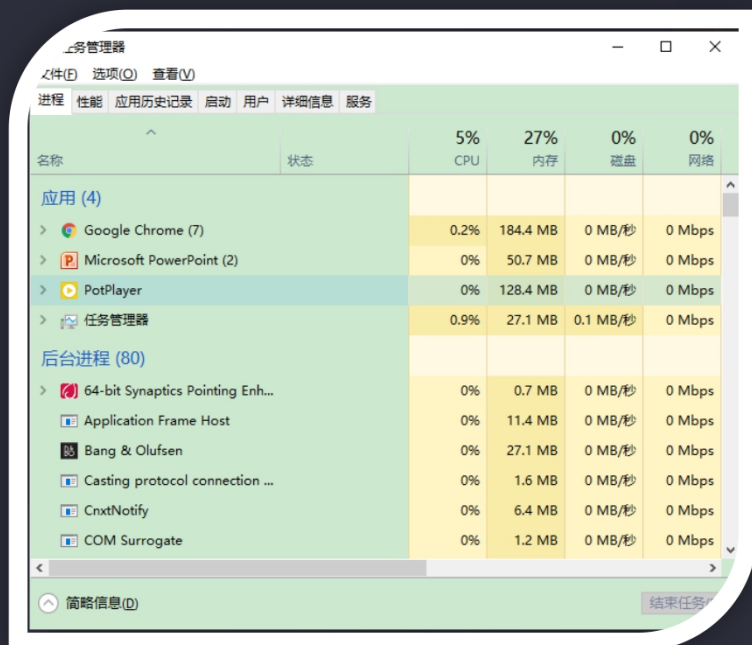 务管理器
文件(F) 选项(O) 查看(V)
进程 性能 应用历史记录 启动 用户 详细信息 服务
5% 27% 0% 0%
名称 状态 CPU 内存 磁盘 网络
应用 (4)
Google Chrome (7) 0.2% 184.4 MB 0 MB/秒 0 Mbps
Microsoft PowerPoint (2) 0% 50.7 MB 0 MB/秒 0 Mbps
PotPlayer 0% 128.4 MB 0 MB/秒 0 Mbps
任务管理器 0.9% 27.1 MB 0.1 MB/秒 0 Mbps
后台进程 (80)
64-bit Synaptics Pointing Enh... 0% 0.7 MB 0 MB/秒 0 Mbps
Application Frame Host 0% 11.4 MB 0 MB/秒 0 Mbps
Bang & Olufsen 0% 27.1 MB 0 MB/秒 0 Mbps
Casting protocol connection ... 0% 1.6 MB 0 MB/秒 0 Mbps
CnxtNotify 0% 6.4 MB 0 MB/秒 0 Mbps
COM Surrogate 0% 1.2 MB 0 MB/秒 0 Mbps
简略信息(D) 结束任务